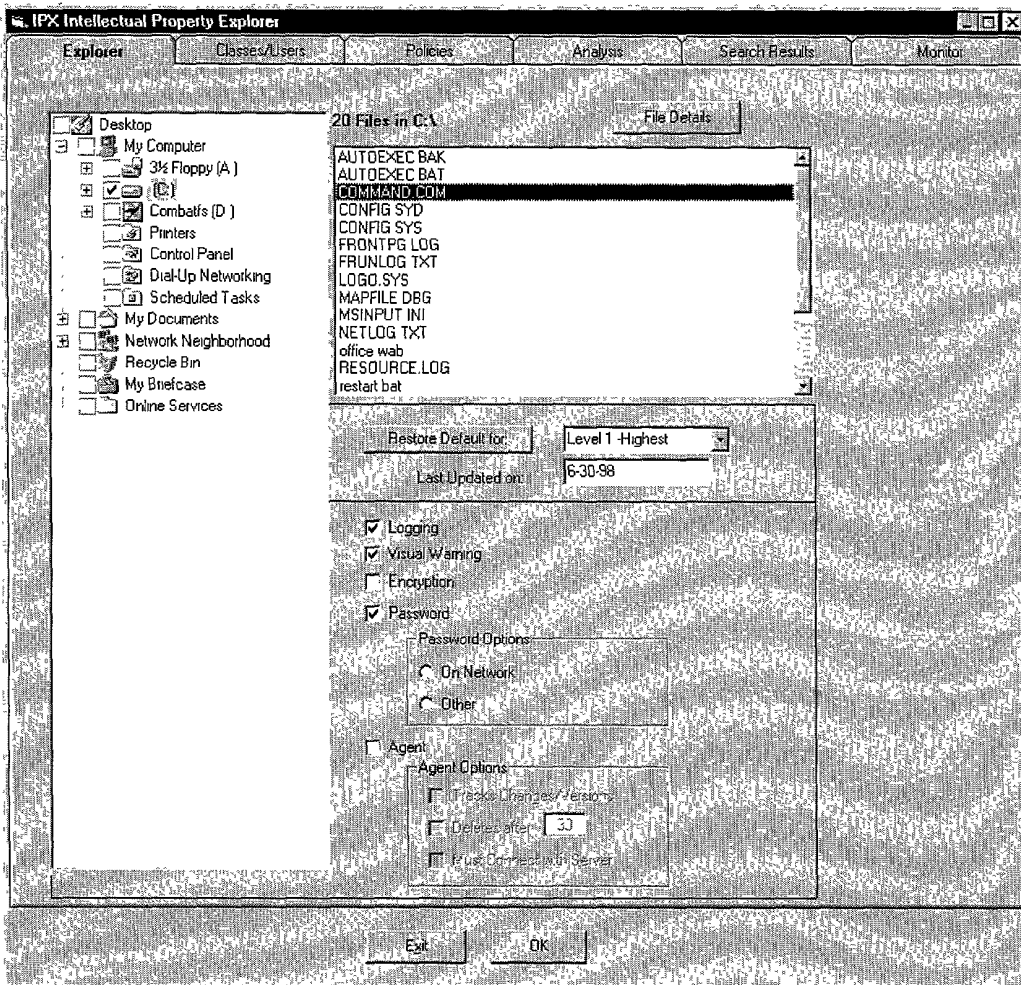 IPX Intellectual Property Explorer
Explorer Classes/Users Policies Analysis Search Results Monitor
Desktop
My Computer
3½ Floppy (A )
(C:)
Combatfs (D )
Printers
Control Panel
Dial-Up Networking
Scheduled Tasks
My Documents
Network Neighborhood
Recycle Bin
My Briefcase
Online Services
20 Files in C:\
File Details
AUTOEXEC BAK
AUTOEXEC BAT
COMMAND.COM
CONFIG SYD
CONFIG SYS
FRONTPG LOG
FRUNLOG TXT
LOGO.SYS
MAPFILE DBG
MSINPUT INI
NETLOG TXT
office wab
RESOURCE.LOG
restart bat
Restore Default for:
Level 1 -Highest
Last Updated on:
6-30-98
Logging
Visual Warning
Encryption
Password
Password Options
On Network
Other
Agent
Agent Options
Tracks Changes/Versions
Deletes after 30
Must Connect with Server
Exit
OK